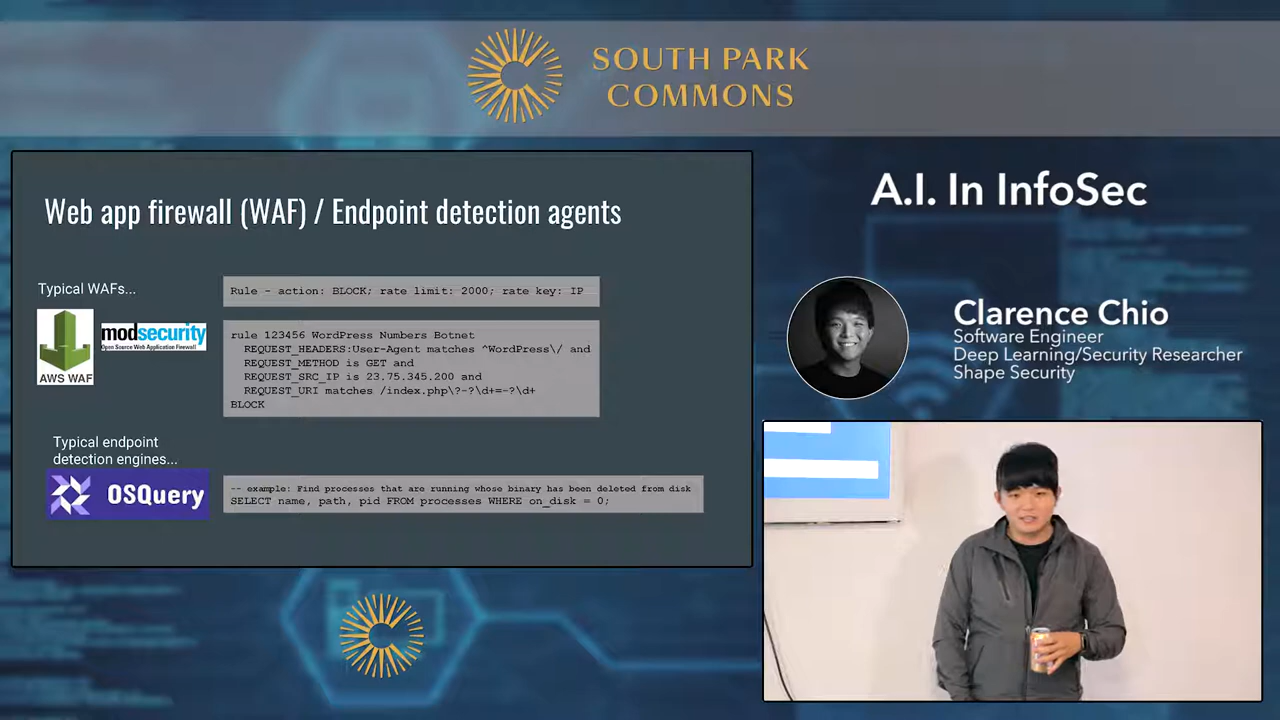 SOUTH PARK
COMMONS
Web app firewall (WAF) / Endpoint detection agents
Typical WAFs...
Rule - action: BLOCK; rate limit: 2000; rate key: IP
AWS WAF
modsecurity
Open Source Web Application Firewall
rule 123456 WordPress Numbers Botnet
REQUEST_HEADERS:User-Agent matches ^WordPress\/ and
REQUEST_METHOD is GET and
REQUEST_SRC_IP is 23.75.345.200 and
REQUEST_URI matches /index.php\?-?\d+=-?\d+
BLOCK
Typical endpoint
detection engines...
OSQuery
-- example: Find processes that are running whose binary has been deleted from disk
SELECT name, path, pid FROM processes WHERE on_disk = 0;
A.I. In InfoSec
Clarence Chio
Software Engineer
Deep Learning/Security Researcher
Shape Security